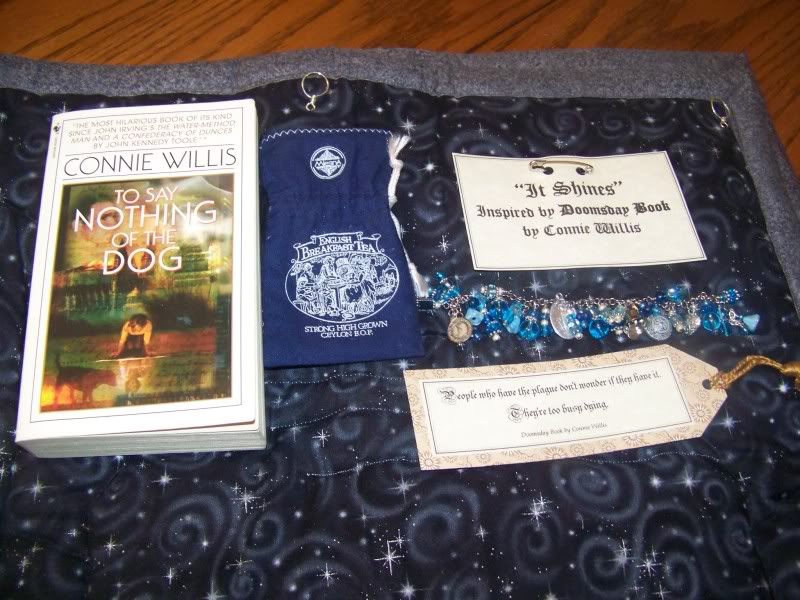 "THE MOST HILARIOUS BOOK OF ITS KIND
SINCE JOHN IRVING'S THE WATER-METHOD
MAN AND A CONFEDERACY OF DUNCES
BY JOHN KENNEDY TOOLE."
CONNIE WILLIS
TO SAY
NOTHING
OF THE
DOG
ENGLISH
BREAKFAST TEA
STRONG HIGH GROWN
CEYLON B.O.P.
"It Shines"
Inspired by Doomsday Book
by Connie Willis
People who have the plague don't wonder if they have it.
They're too busy dying.
Doomsday Book by Connie Willis